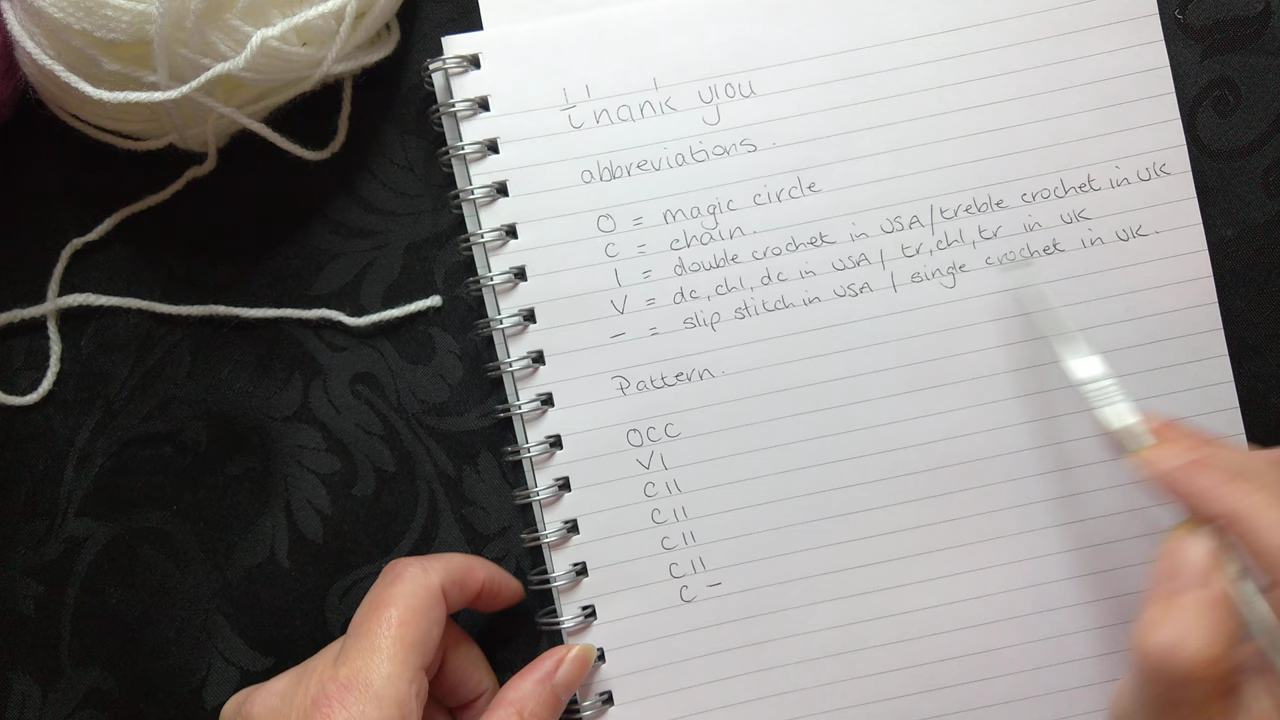 thank you
abbreviations.
O = magic circle
C = chain.
I = double crochet in USA/treble crochet in UK
V = dc, ch1, dc in USA / tr, ch1, tr in UK
– = slip stitch in USA / single crochet in UK.
Pattern.
OCC
VI
CII
CII
CII
CII
C –